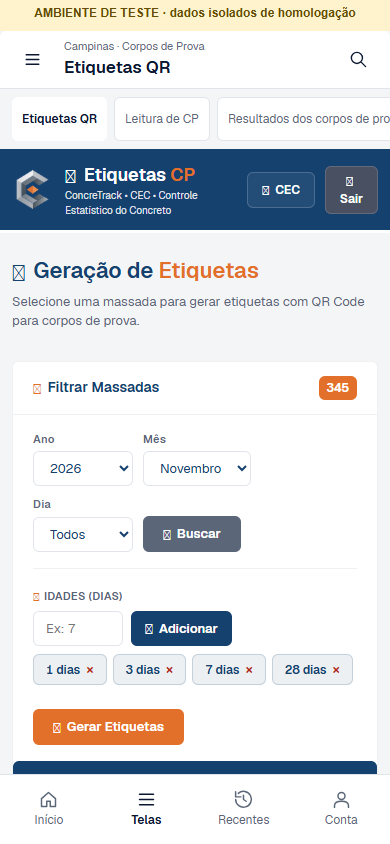 AMBIENTE DE TESTE · dados isolados de homologação
Campinas · Corpos de Prova
Etiquetas QR
Etiquetas QR
Leitura de CP
Resultados dos corpos de pro
Etiquetas CP
ConcreTrack • CEC • Controle
Estatístico do Concreto
CEC
Sair
Geração de Etiquetas
Selecione uma massada para gerar etiquetas com QR Code
para corpos de prova.
Filtrar Massadas
345
Ano
Mês
2026
Novembro
Dia
Todos
Buscar
IDADES (DIAS)
Ex: 7
Adicionar
1 dias ×
3 dias ×
7 dias ×
28 dias ×
Gerar Etiquetas
Início
Telas
Recentes
Conta